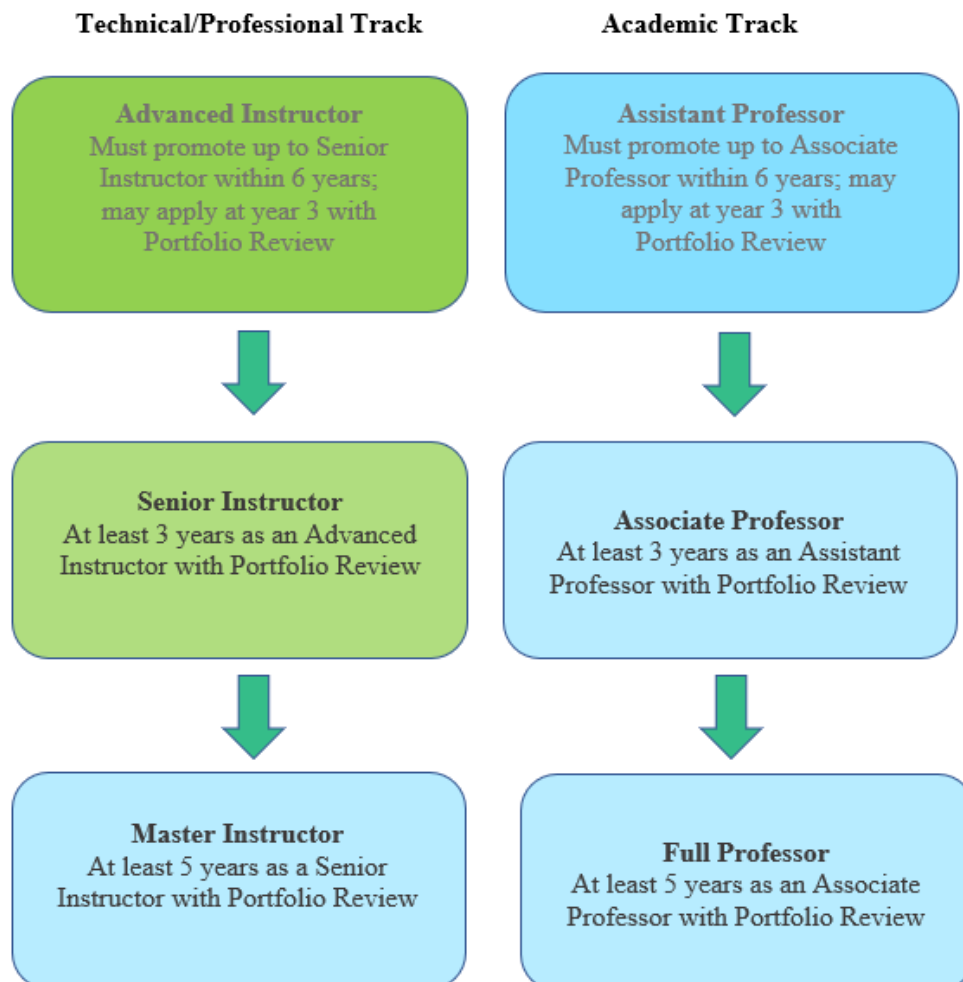 Technical/Professional Track
Academic Track
Advanced Instructor
Must promote up to Senior
Instructor within 6 years;
may apply at year 3 with
Portfolio Review
Assistant Professor
Must promote up to Associate
Professor within 6 years; may
apply at year 3 with
Portfolio Review
Senior Instructor
At least 3 years as an Advanced
Instructor with Portfolio Review
Associate Professor
At least 3 years as an Assistant
Professor with Portfolio Review
Master Instructor
At least 5 years as a Senior
Instructor with Portfolio Review
Full Professor
At least 5 years as an Associate
Professor with Portfolio Review